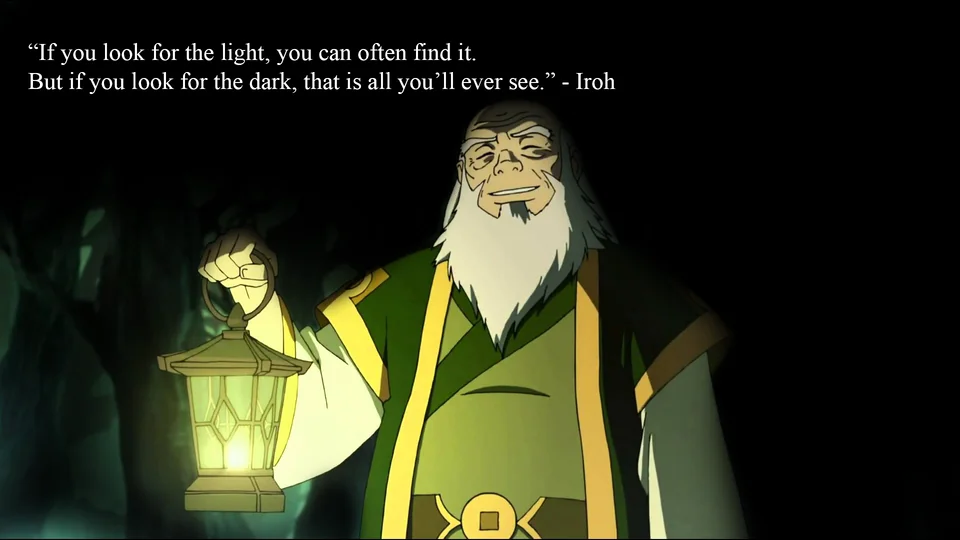 “If you look for the light, you can often find it.
But if you look for the dark, that is all you’ll ever see.” - Iroh